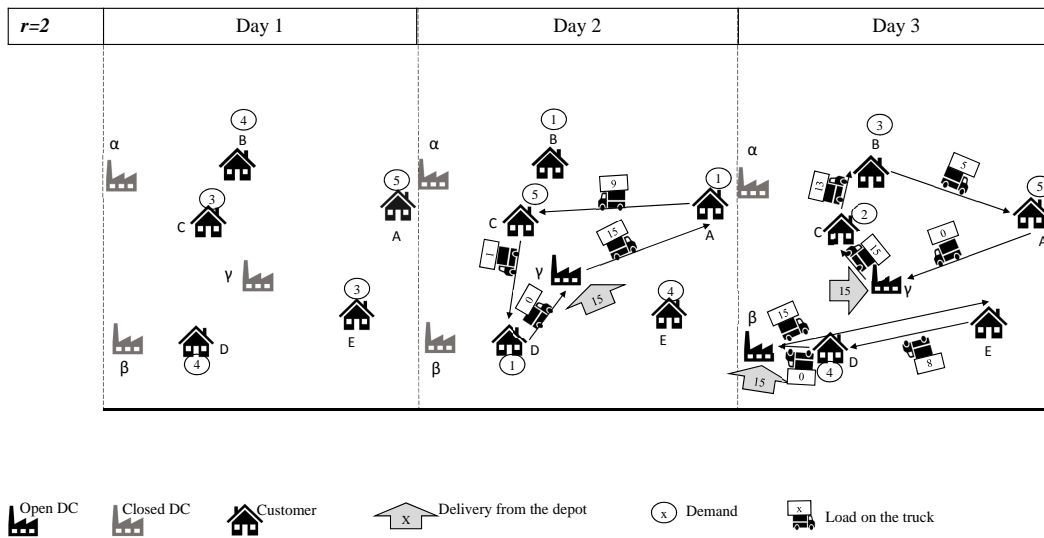 r=2 Day 1 Day 2 Day 3
4 1 3
B B B
α α α
5 5 1 13 5 5
3 9 2
C A C 15 A C 15 0 A
γ 1 γ 15 γ
3 0 15 4 β 15
E E E
β 4 D β 1 D 15 0 4 D 8
Open DC Closed DC Customer X Delivery from the depot x Demand x Load on the truck